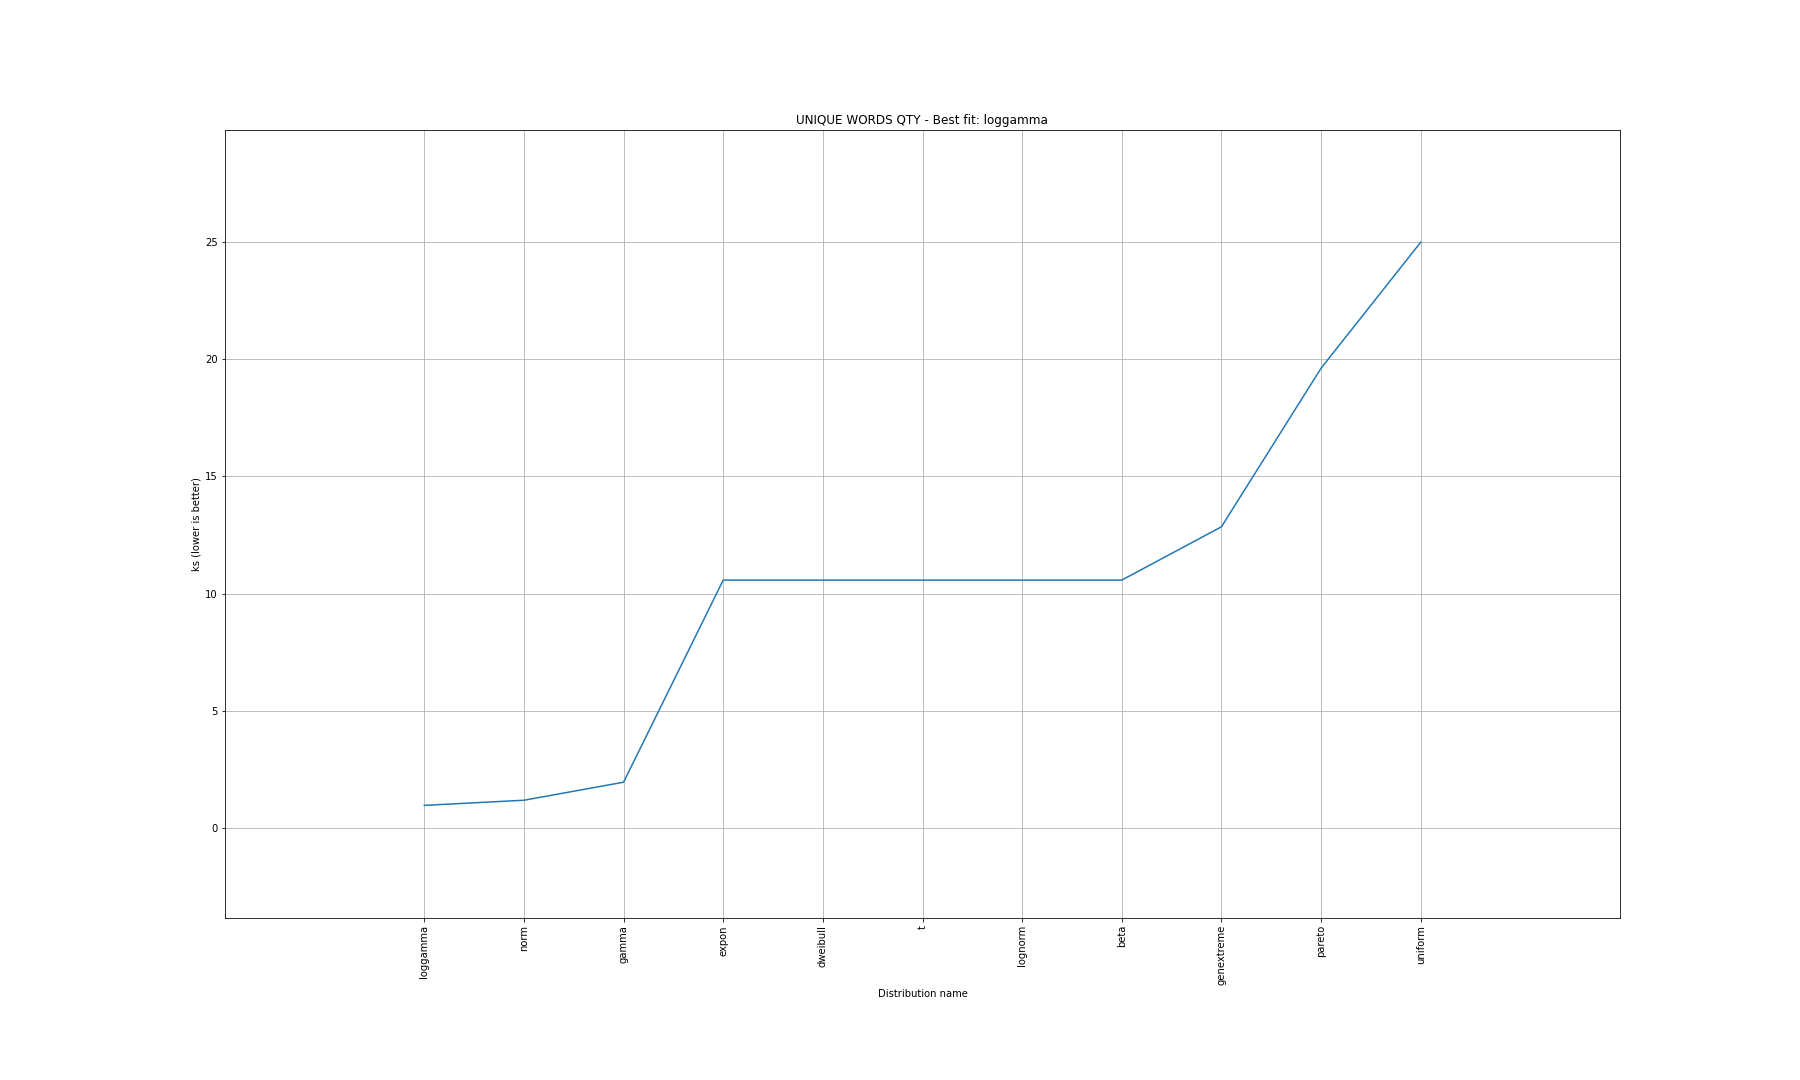 UNIQUE WORDS QTY - Best fit: loggamma
ks (lower is better)
25
20
15
10
5
0
loggamma
norm
gamma
expon
dweibull
t
lognorm
beta
genextreme
pareto
uniform
Distribution name